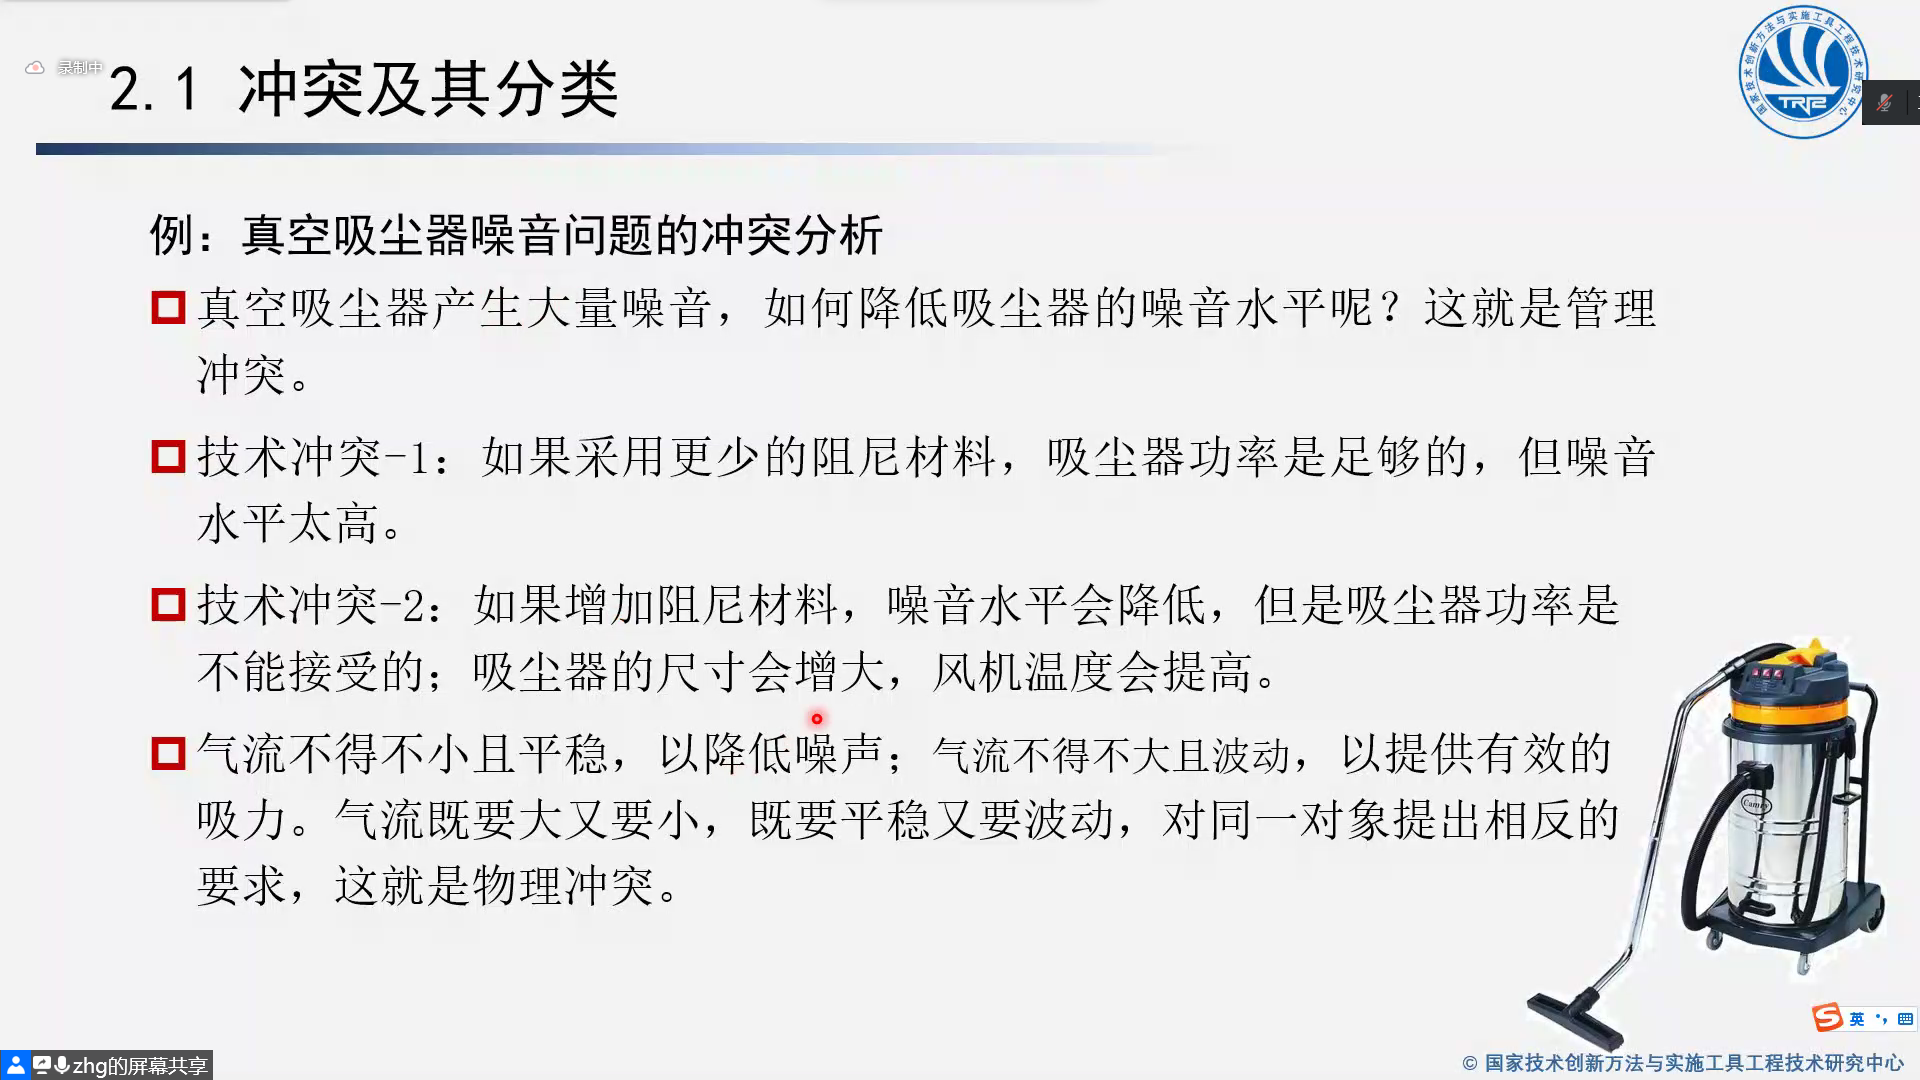 录制中
2.1 冲突及其分类
国家技术创新方法与实施工具工程技术研究中心
TRIZ
例：真空吸尘器噪音问题的冲突分析
真空吸尘器产生大量噪音，如何降低吸尘器的噪音水平呢？这就是管理
冲突。
技术冲突-1：如果采用更少的阻尼材料，吸尘器功率是足够的，但噪音
水平太高。
技术冲突-2：如果增加阻尼材料，噪音水平会降低，但是吸尘器功率是
不能接受的；吸尘器的尺寸会增大，风机温度会提高。
气流不得不小且平稳，以降低噪声；气流不得不大且波动，以提供有效的
吸力。气流既要大又要小，既要平稳又要波动，对同一对象提出相反的
要求，这就是物理冲突。
Camry
S 英
zhg的屏幕共享
© 国家技术创新方法与实施工具工程技术研究中心